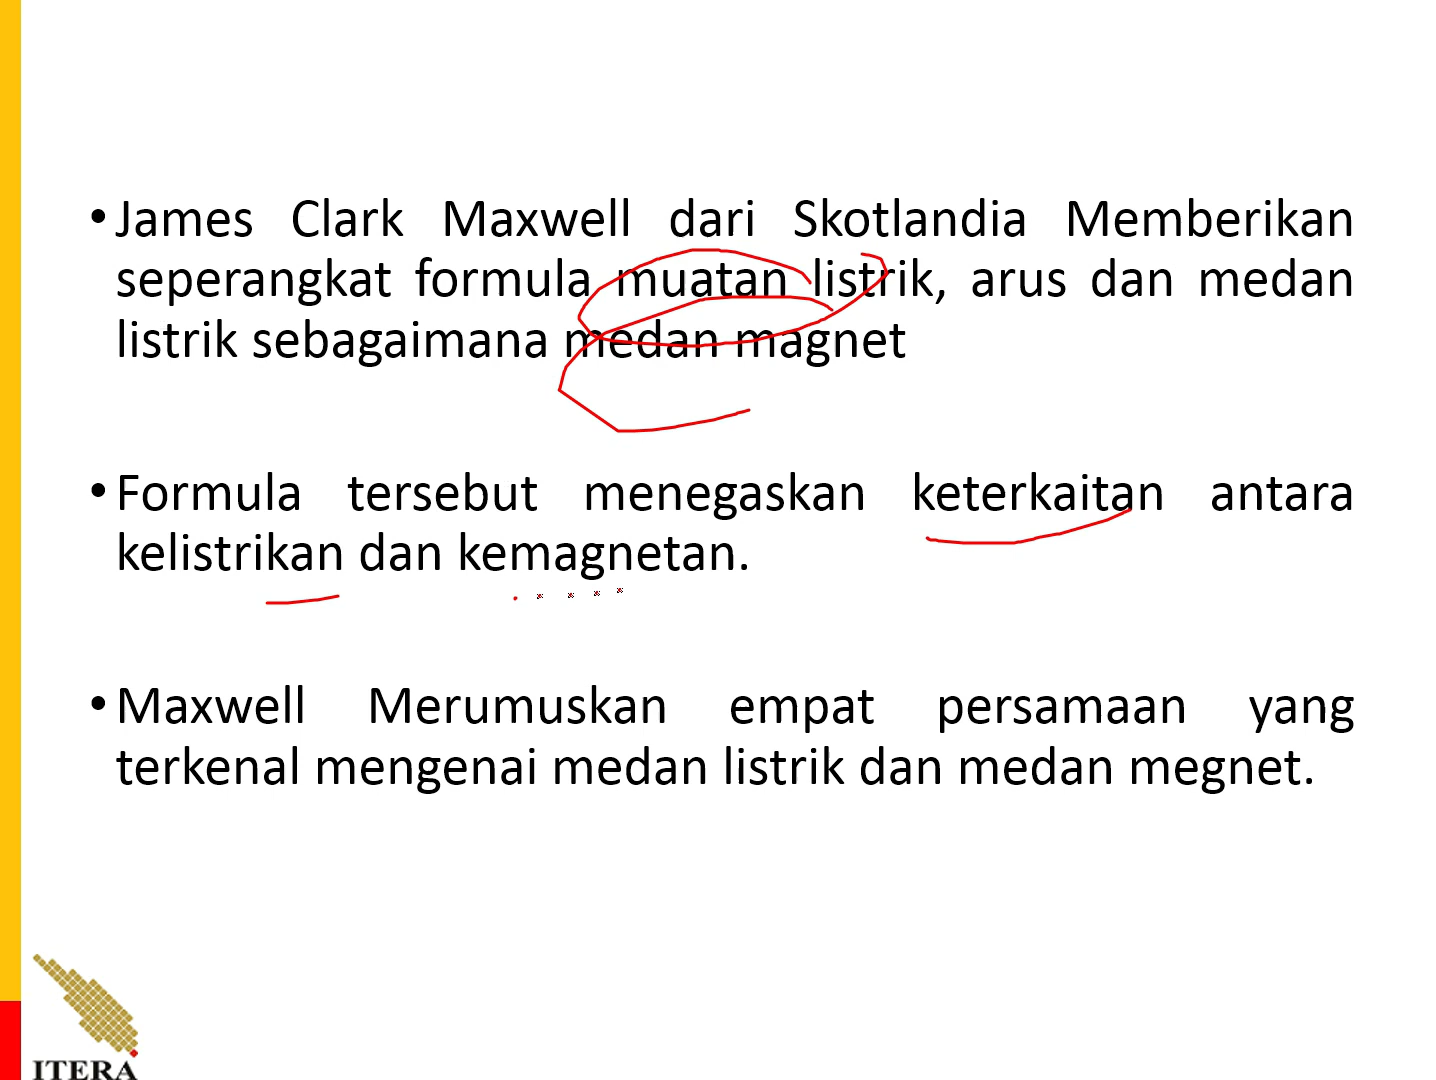 •James Clark Maxwell dari Skotlandia Memberikan
seperangkat formula muatan listrik, arus dan medan
listrik sebagaimana medan magnet
•Formula tersebut menegaskan keterkaitan antara
kelistrikan dan kemagnetan.
•Maxwell Merumuskan empat persamaan yang
terkenal mengenai medan listrik dan medan megnet.
ITERA